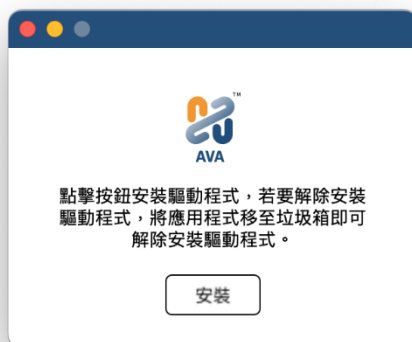 TM
AVA
點擊按鈕安裝驅動程式，若要解除安裝
驅動程式，將應用程式移至垃圾箱即可
解除安裝驅動程式。
安裝